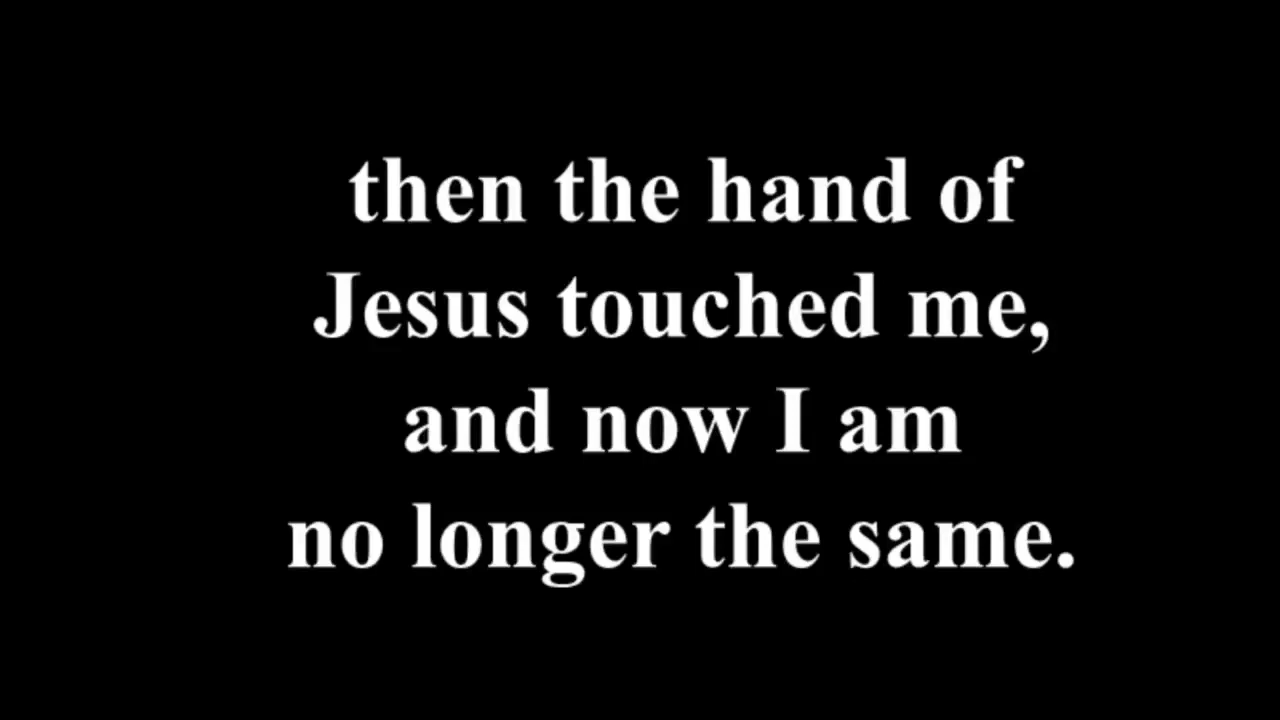 then the hand of
Jesus touched me,
and now I am
no longer the same.